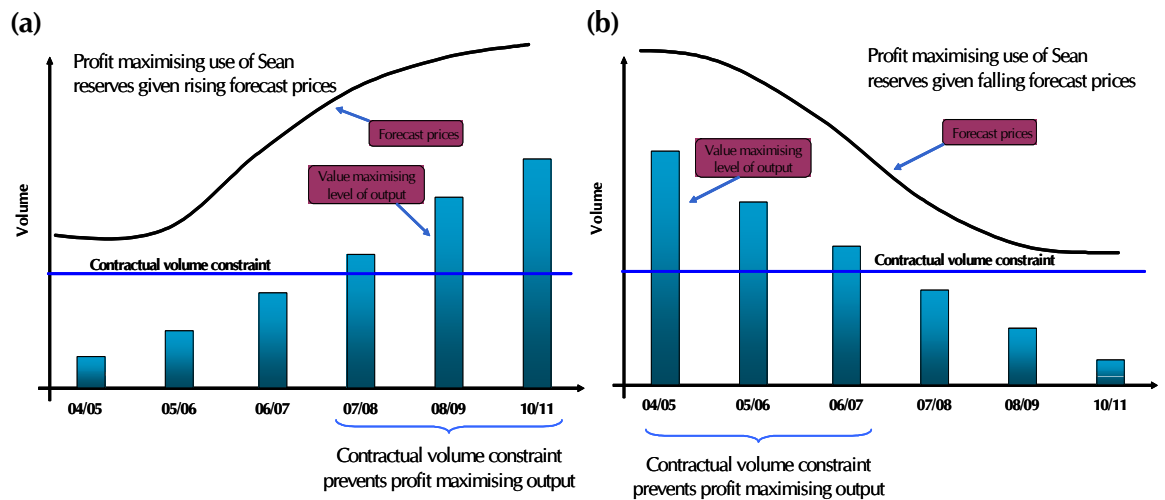 (a)
Profit maximising use of Sean
reserves given rising forecast prices
Forecast prices
Value maximising
level of output
Volume
Contractual volume constraint
04/05 05/06 06/07 07/08 08/09 10/11
Contractual volume constraint
prevents profit maximising output
(b)
Profit maximising use of Sean
reserves given falling forecast prices
Forecast prices
Value maximising
level of output
Volume
Contractual volume constraint
04/05 05/06 06/07 07/08 08/09 10/11
Contractual volume constraint
prevents profit maximising output